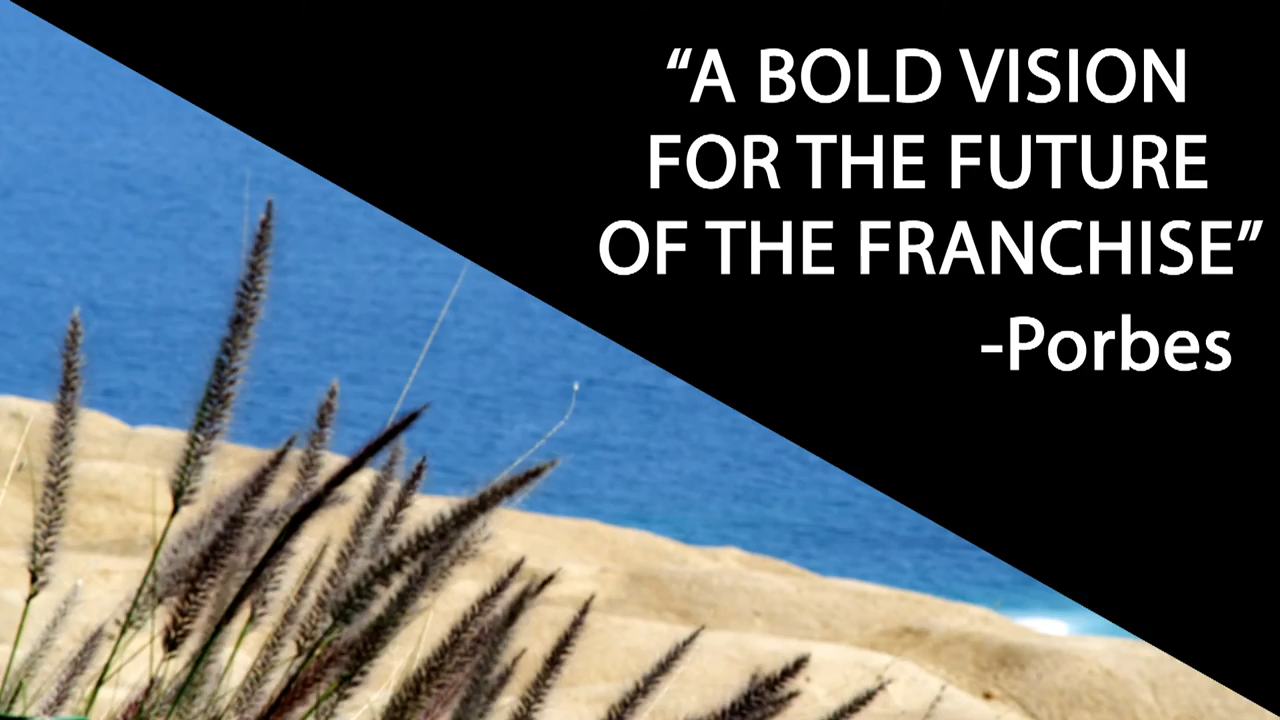 “A BOLD VISION
FOR THE FUTURE
OF THE FRANCHISE”
-Porbes